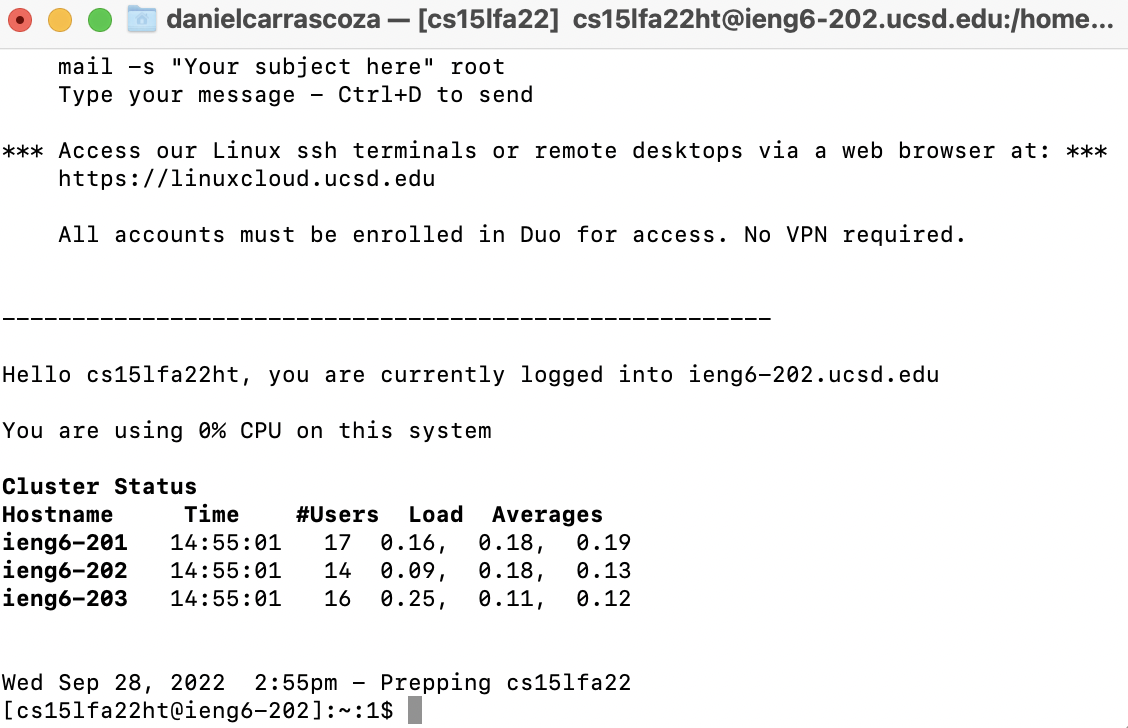 danielcarrascoza — [cs15lfa22] cs15lfa22ht@ieng6-202.ucsd.edu:/home...
mail -s "Your subject here" root
Type your message - Ctrl+D to send
*** Access our Linux ssh terminals or remote desktops via a web browser at: ***
https://linuxcloud.ucsd.edu
All accounts must be enrolled in Duo for access. No VPN required.
-------------------------------------------------------
Hello cs15lfa22ht, you are currently logged into ieng6-202.ucsd.edu
You are using 0% CPU on this system
Cluster Status
Hostname     Time    #Users  Load  Averages
ieng6-201   14:55:01   17  0.16,  0.18,  0.19
ieng6-202   14:55:01   14  0.09,  0.18,  0.13
ieng6-203   14:55:01   16  0.25,  0.11,  0.12
Wed Sep 28, 2022  2:55pm - Prepping cs15lfa22
[cs15lfa22ht@ieng6-202]:~:1$